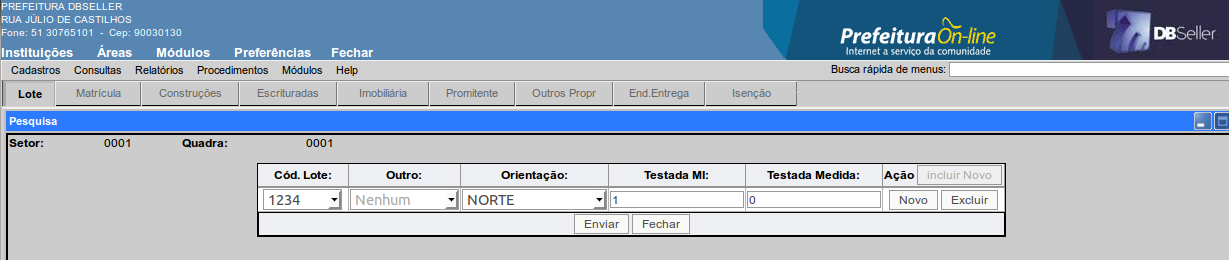 PREFEITURA DBSELLER
RUA JÚLIO DE CASTILHOS
Fone: 51 30765101 - Cep: 90030130
Instituições Áreas Módulos Preferências Fechar
Prefeitura On-line
Internet a serviço da comunidade
DBSeller
Cadastros Consultas Relatórios Procedimentos Módulos Help Busca rápida de menus:
Lote Matrícula Construções Escrituradas Imobiliária Promitente Outros Propr End.Entrega Isenção
Pesquisa
Setor: 0001 Quadra: 0001
Cód. Lote: Outro: Orientação: Testada MI: Testada Medida: Ação incluir Novo
1234 Nenhum NORTE 1 0 Novo Excluir
Enviar Fechar